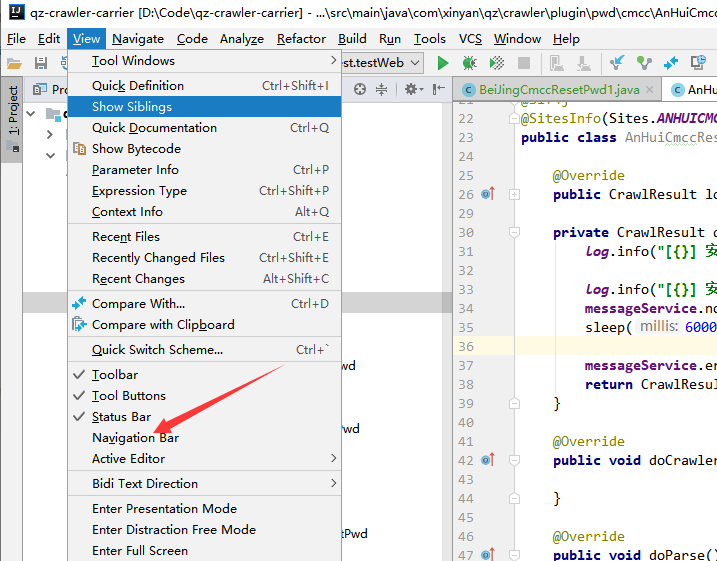 qz-crawler-carrier [D:\Code\qz-crawler-carrier] - ...\src\main\java\com\xinyan\qz\crawler\plugin\pwd\cmcc\AnHuiCmcc
File Edit View Navigate Code Analyze Refactor Build Run Tools VCS Window Help
est.testWeb
1: Project
Pro
Tool Windows
Quick Definition Ctrl+Shift+I
Show Siblings
Quick Documentation Ctrl+Q
Show Bytecode
Parameter Info Ctrl+P
Expression Type Ctrl+Shift+P
Context Info Alt+Q
Recent Files Ctrl+E
Recently Changed Files Ctrl+Shift+E
Recent Changes Alt+Shift+C
Compare With... Ctrl+D
Compare with Clipboard
Quick Switch Scheme... Ctrl+`
Toolbar
Tool Buttons
Status Bar
Navigation Bar
Active Editor
Bidi Text Direction
Enter Presentation Mode
Enter Distraction Free Mode
Enter Full Screen
wd
Pwd
tPwd
BeiJingCmccResetPwd1.java AnHu
22 @SitesInfo(Sites.ANHUICMC
23 public class AnHuiCmccRes
24
25 @Override
26 public CrawlResult lo
29
30 private CrawlResult d
31 log.info("[{}] 安
32
33 log.info("[{}] 安
34 messageService.no
35 sleep( millis: 6000
36
37 messageService.en
38 return CrawlResul
39 }
40
41 @Override
42 public void doCrawler
43
44 }
45
46 @Override
47 public void doParse()